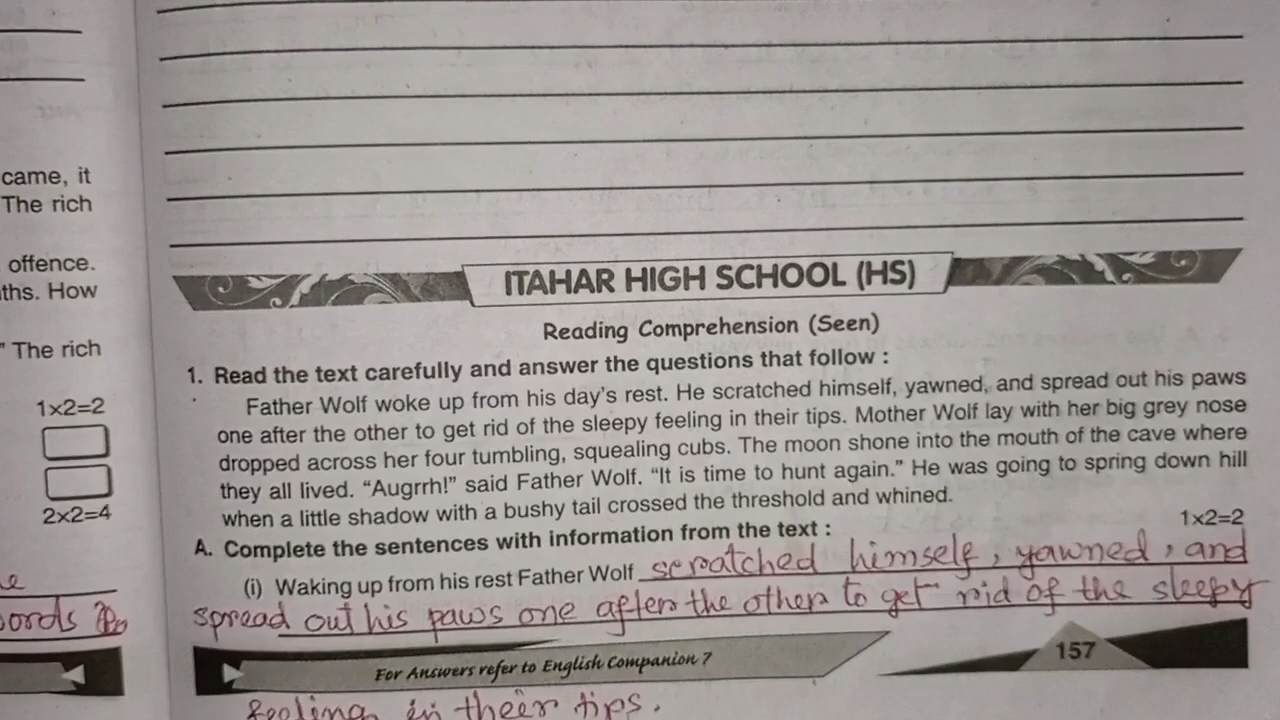 came, it
The rich
offence.
ths. How
" The rich
1x2=2
2x2=4
ords
ITAHAR HIGH SCHOOL (HS)
Reading Comprehension (Seen)
1. Read the text carefully and answer the questions that follow :
Father Wolf woke up from his day's rest. He scratched himself, yawned, and spread out his paws
one after the other to get rid of the sleepy feeling in their tips. Mother Wolf lay with her big grey nose
dropped across her four tumbling, squealing cubs. The moon shone into the mouth of the cave where
they all lived. "Augrrh!" said Father Wolf. "It is time to hunt again." He was going to spring down hill
when a little shadow with a bushy tail crossed the threshold and whined.
A. Complete the sentences with information from the text : 1x2=2
(i) Waking up from his rest Father Wolf scratched himself, yawned, and
spread out his paws one after the other to get rid of the sleepy
For Answers refer to English Companion 7
157
feeling in their tips.